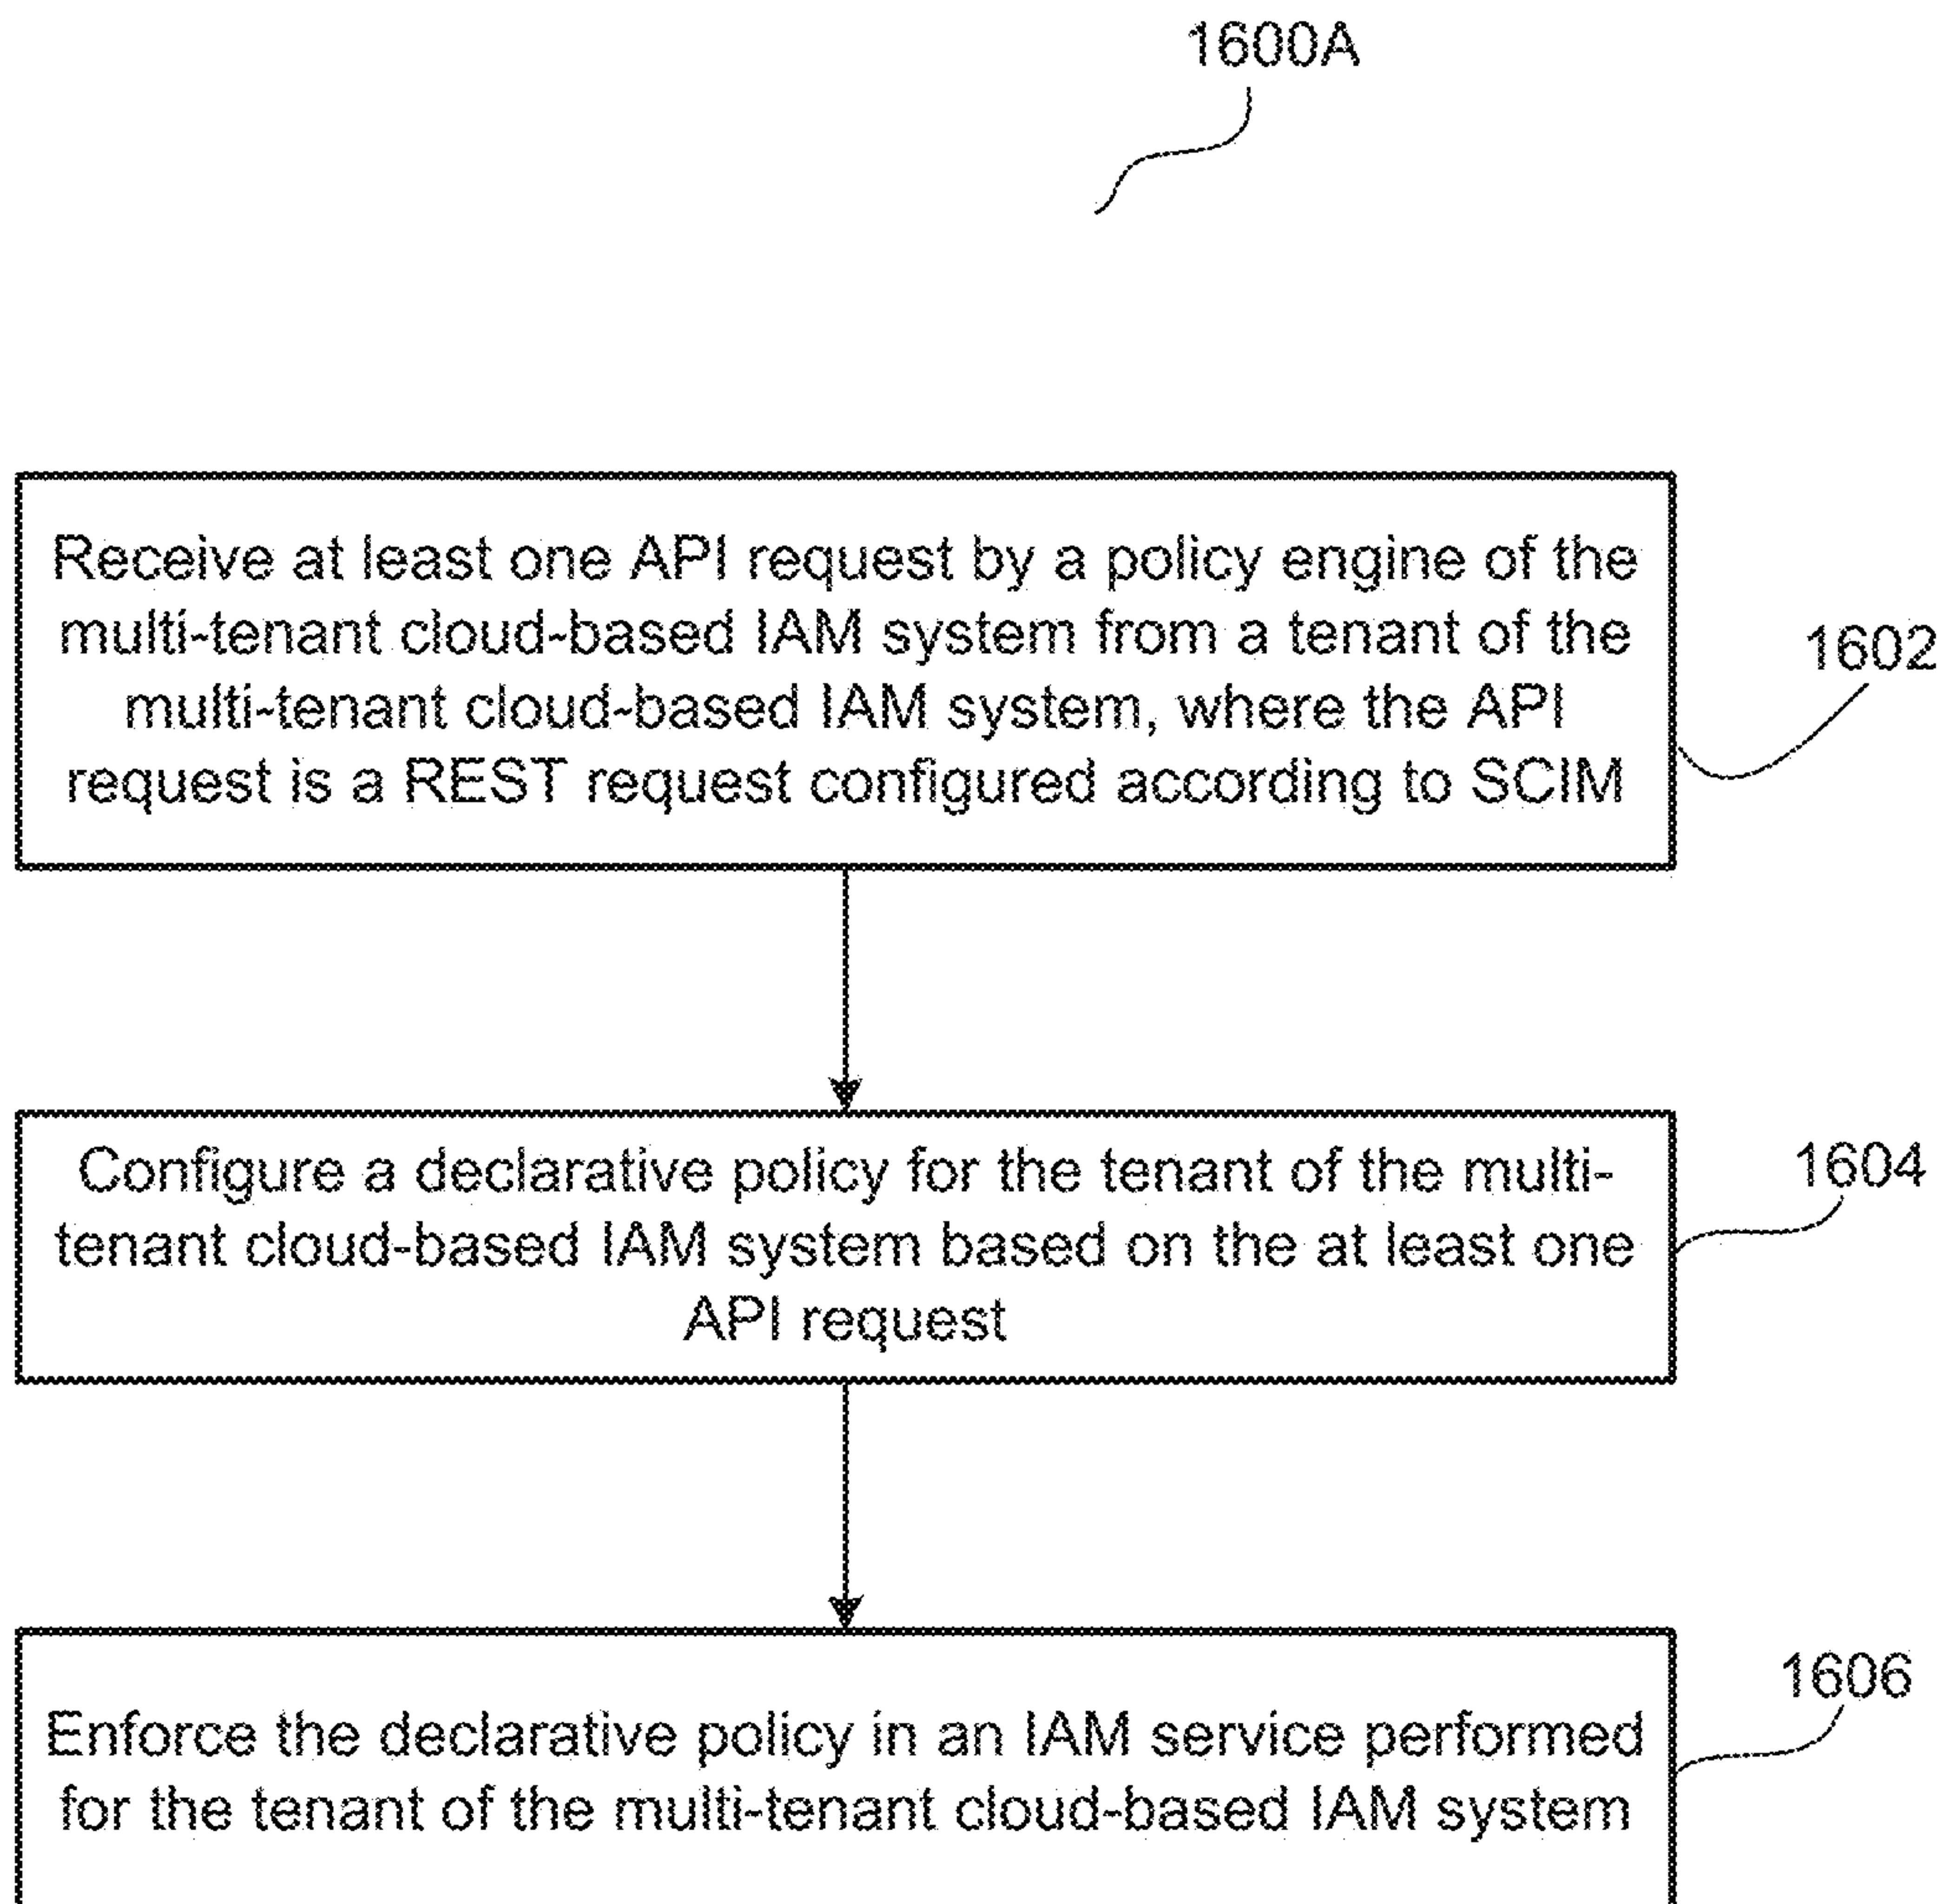 1600A
Receive at least one API request by a policy engine of the
multi-tenant cloud-based IAM system from a tenant of the
multi-tenant cloud-based IAM system, where the API
request is a REST request configured according to SCIM
1602
Configure a declarative policy for the tenant of the multi-
tenant cloud-based IAM system based on the at least one
API request
1604
Enforce the declarative policy in an IAM service performed
for the tenant of the multi-tenant cloud-based IAM system
1606